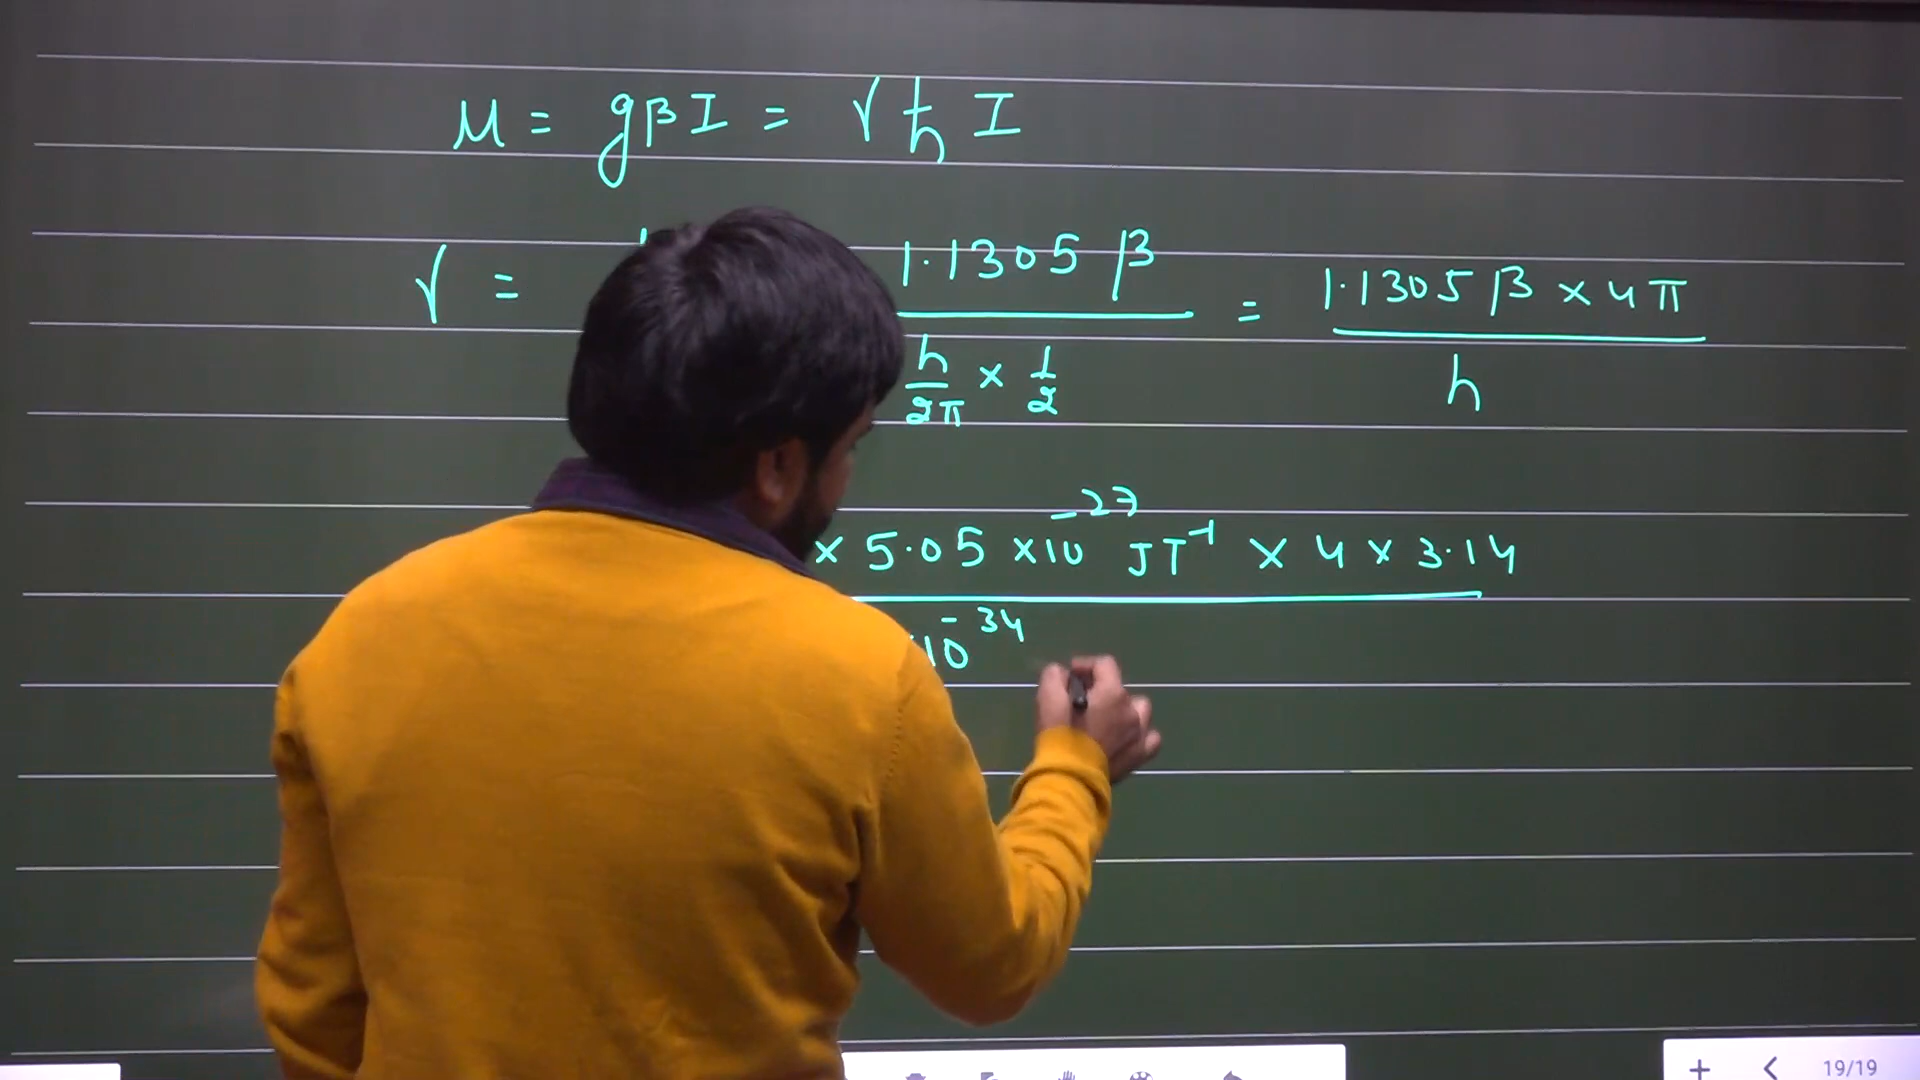 μ = gβI = γħI
γ = 1.1305 β / (h/2π × 1/2) = 1.1305 β × 4π / h
× 5.05 × 10⁻²⁷ JT⁻¹ × 4 × 3.14
10⁻³⁴
19/19